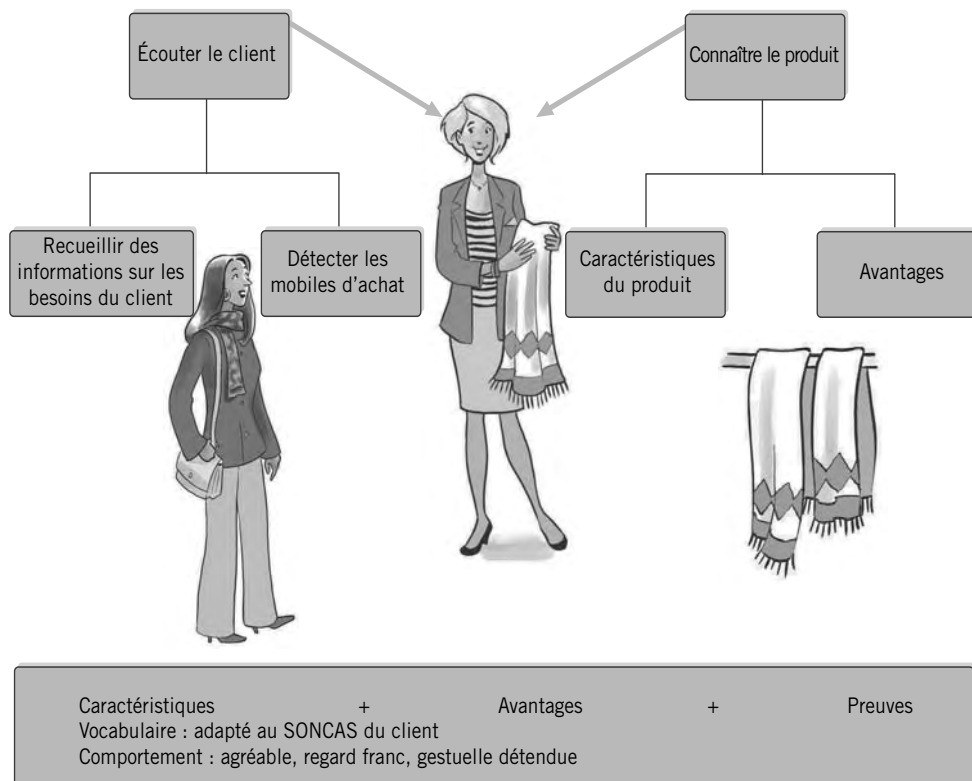 Écouter le client
Connaître le produit
Recueillir des
informations sur les
besoins du client
Détecter les
mobiles d'achat
Caractéristiques
du produit
Avantages
Caractéristiques + Avantages + Preuves
Vocabulaire : adapté au SONCAS du client
Comportement : agréable, regard franc, gestuelle détendue